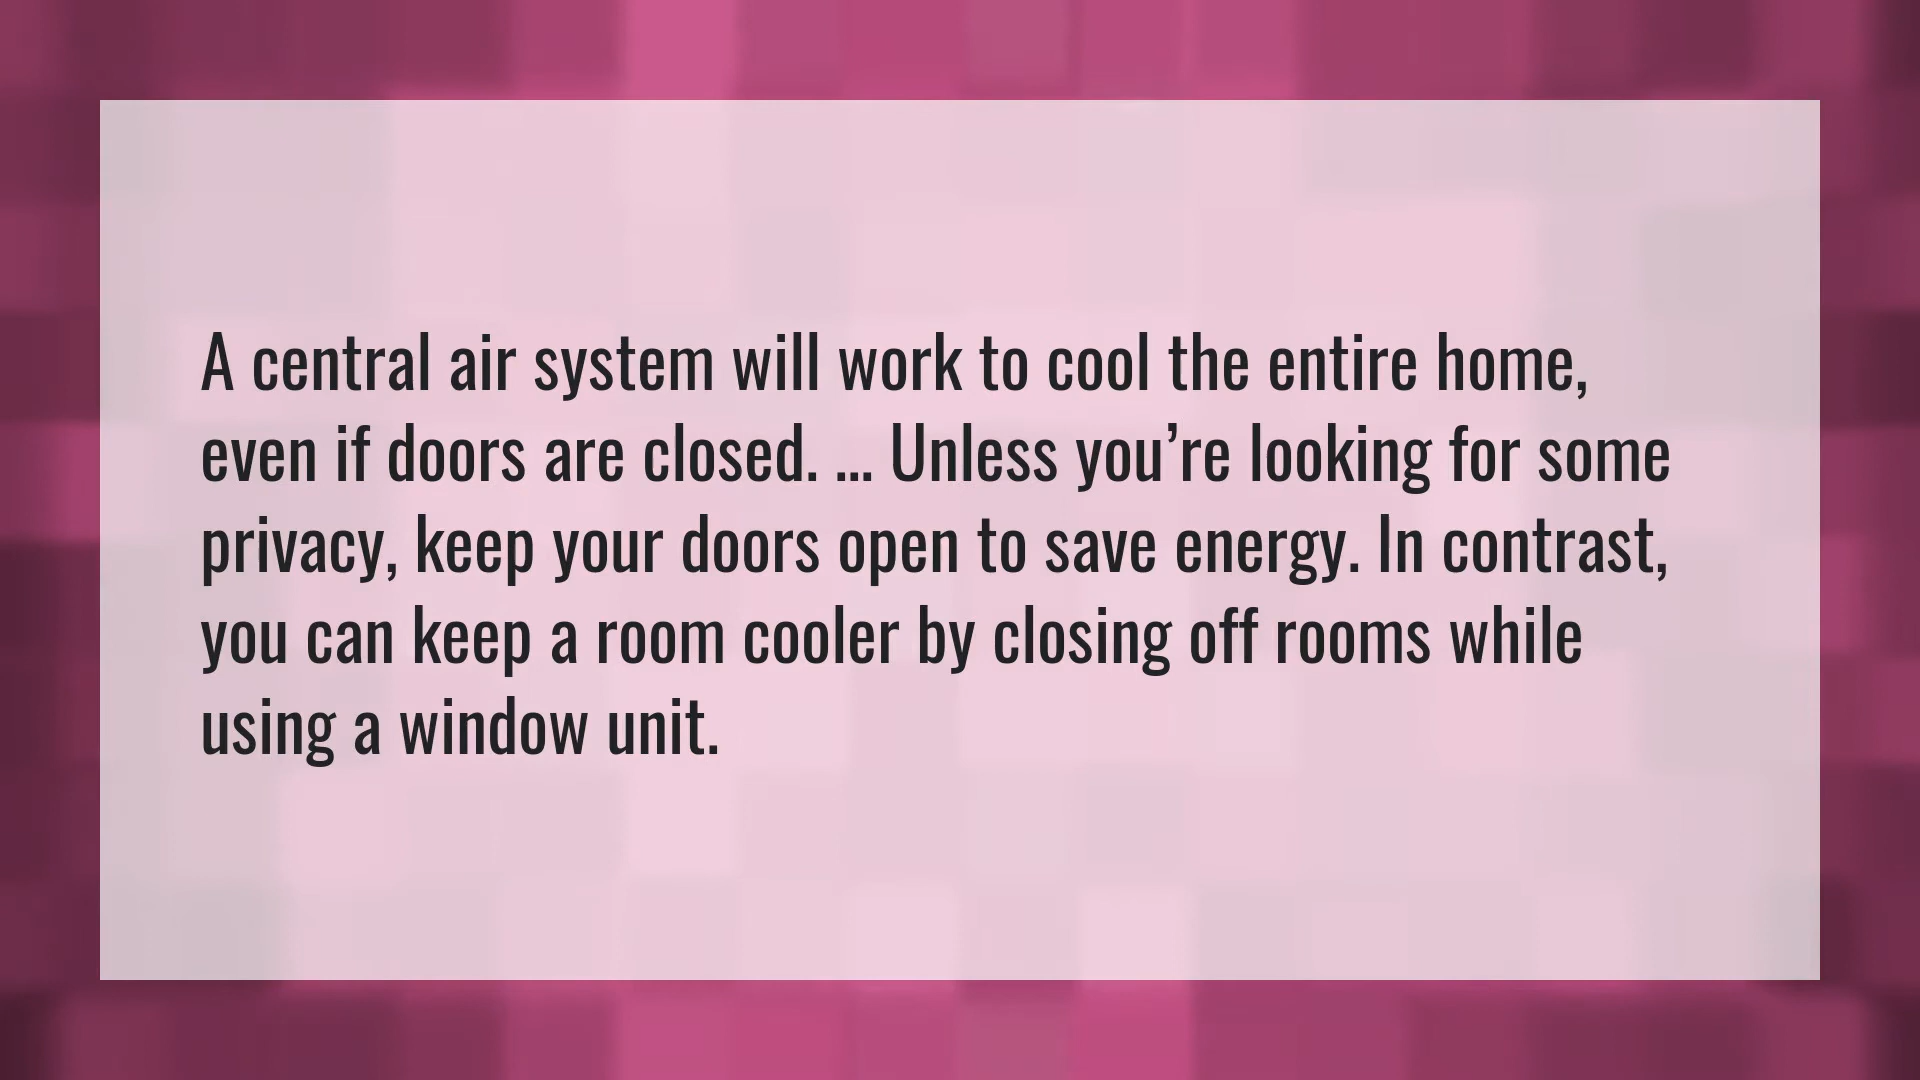 A central air system will work to cool the entire home,
even if doors are closed. ... Unless you’re looking for some
privacy, keep your doors open to save energy. In contrast,
you can keep a room cooler by closing off rooms while
using a window unit.